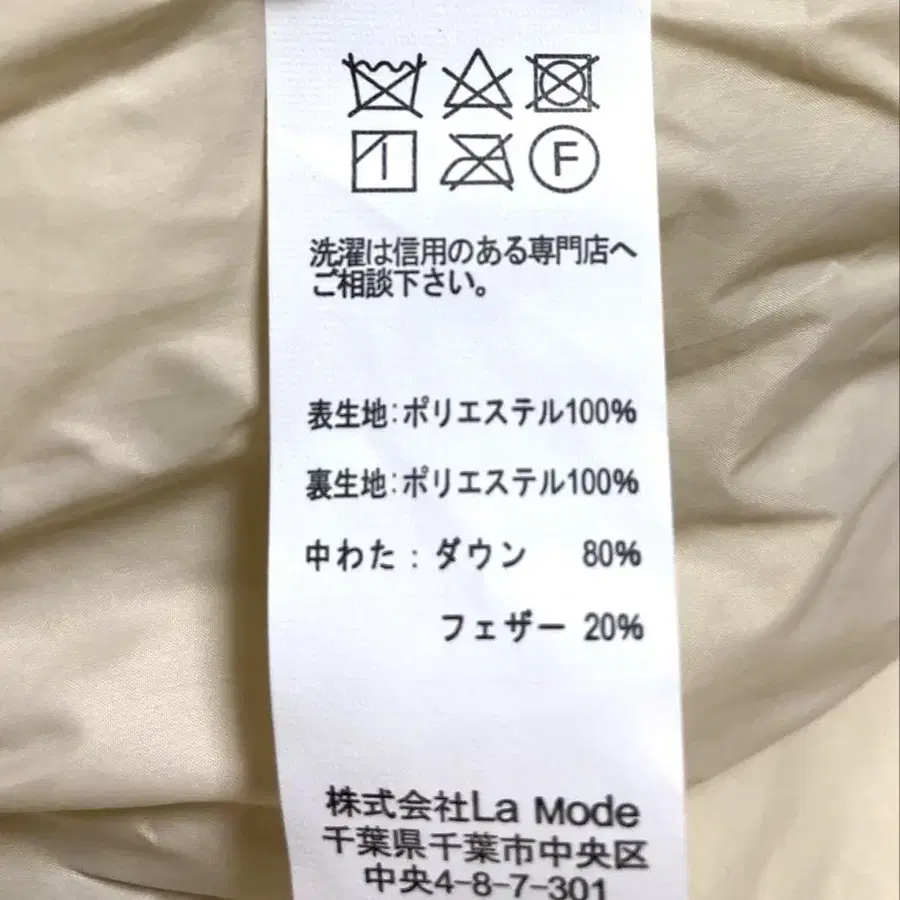 F
洗濯は信用のある専門店へ
ご相談下さい。
表生地:ポリエステル100%
裏生地:ポリエステル100%
中わた:ダウン 80%
フェザー 20%
株式会社La Mode
千葉県千葉市中央区
中央4-8-7-301